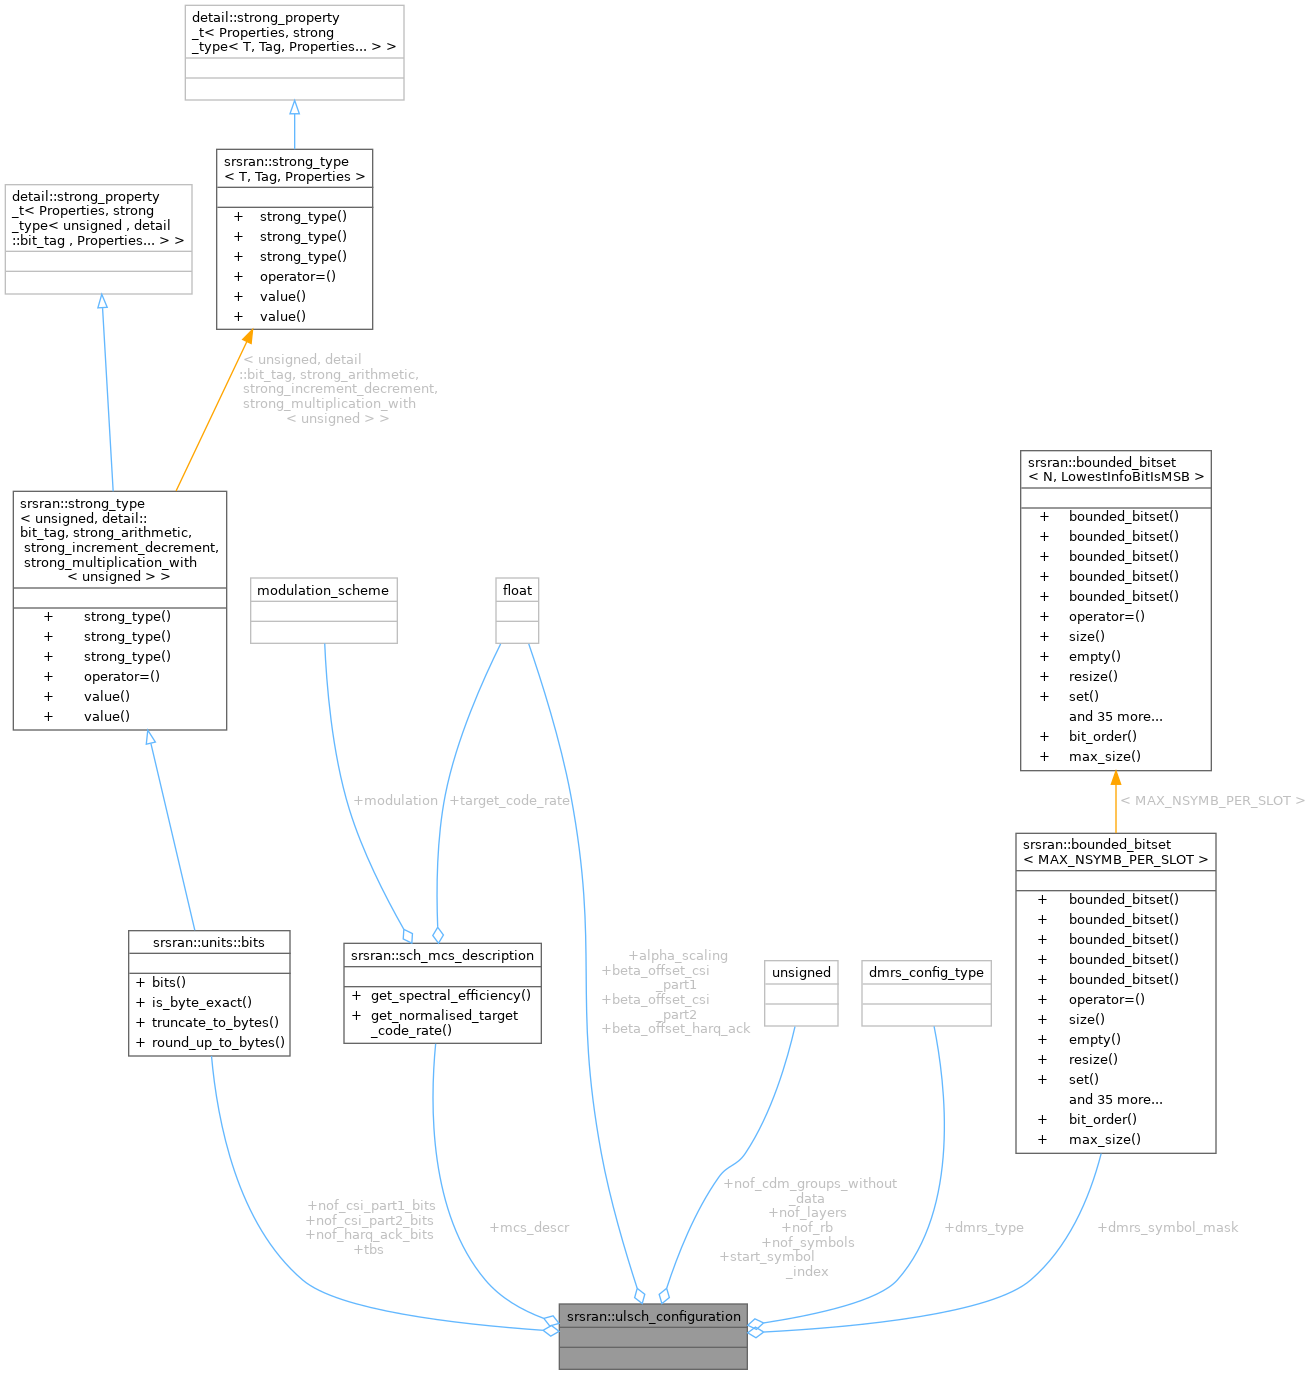 detail::strong_property
_t< Properties, strong
_type< T, Tag, Properties... > >
srsran::strong_type
< T, Tag, Properties >
+ strong_type()
+ strong_type()
+ strong_type()
+ operator=()
+ value()
+ value()
detail::strong_property
_t< Properties, strong
_type< unsigned , detail
::bit_tag , Properties... > >
< unsigned, detail
::bit_tag, strong_arithmetic,
strong_increment_decrement,
strong_multiplication_with
< unsigned > >
srsran::strong_type
< unsigned, detail::
bit_tag, strong_arithmetic,
strong_increment_decrement,
strong_multiplication_with
< unsigned > >
+ strong_type()
+ strong_type()
+ strong_type()
+ operator=()
+ value()
+ value()
modulation_scheme
float
srsran::bounded_bitset
< N, LowestInfoBitIsMSB >
+ bounded_bitset()
+ bounded_bitset()
+ bounded_bitset()
+ bounded_bitset()
+ bounded_bitset()
+ operator=()
+ size()
+ empty()
+ resize()
+ set()
and 35 more...
+ bit_order()
+ max_size()
+modulation
+target_code_rate
< MAX_NSYMB_PER_SLOT >
srsran::bounded_bitset
< MAX_NSYMB_PER_SLOT >
+ bounded_bitset()
+ bounded_bitset()
+ bounded_bitset()
+ bounded_bitset()
+ bounded_bitset()
+ operator=()
+ size()
+ empty()
+ resize()
+ set()
and 35 more...
+ bit_order()
+ max_size()
srsran::units::bits
+ bits()
+ is_byte_exact()
+ truncate_to_bytes()
+ round_up_to_bytes()
srsran::sch_mcs_description
+ get_spectral_efficiency()
+ get_normalised_target
_code_rate()
+alpha_scaling
+beta_offset_csi
_part1
+beta_offset_csi
_part2
+beta_offset_harq_ack
unsigned
dmrs_config_type
+nof_csi_part1_bits
+nof_csi_part2_bits
+nof_harq_ack_bits
+tbs
+mcs_descr
+nof_cdm_groups_without
_data
+nof_layers
+nof_rb
+nof_symbols
+start_symbol
_index
+dmrs_type
+dmrs_symbol_mask
srsran::ulsch_configuration